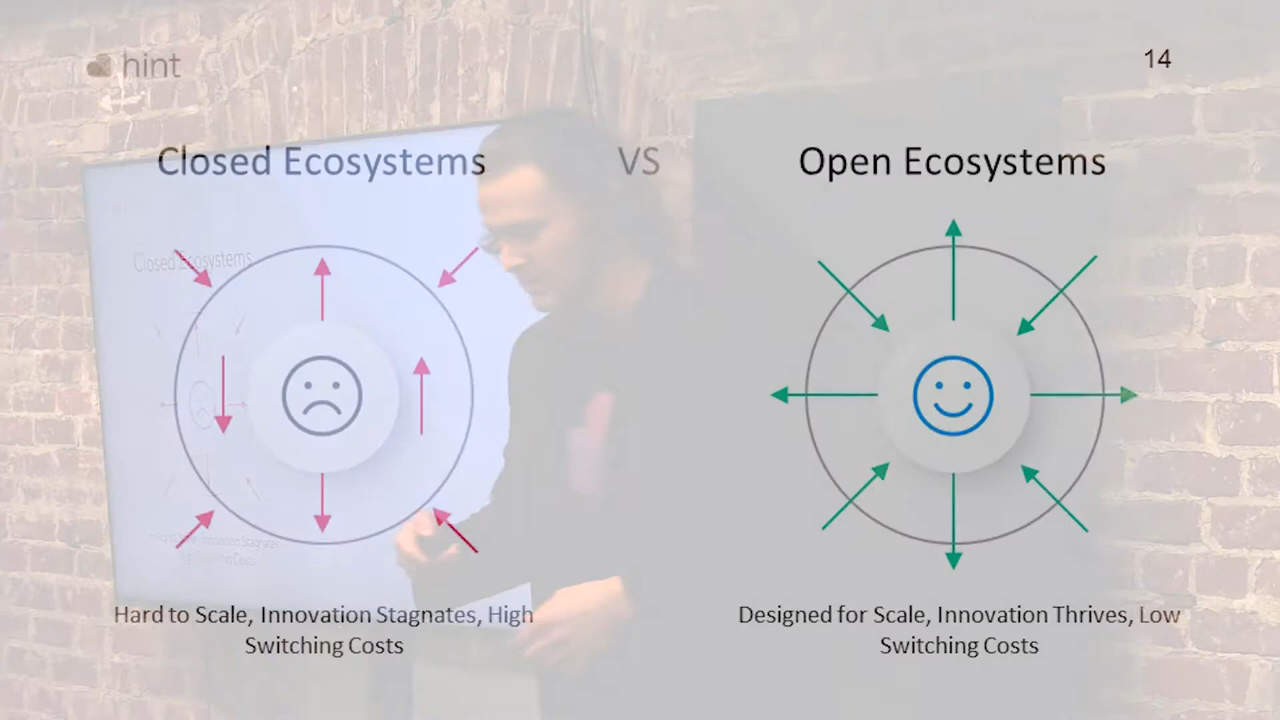 hint
14
Closed Ecosystems
VS
Open Ecosystems
Closed Ecosystems
Hard to Scale, Innovation Stagnates, High
Switching Costs
Designed for Scale, Innovation Thrives, Low
Switching Costs